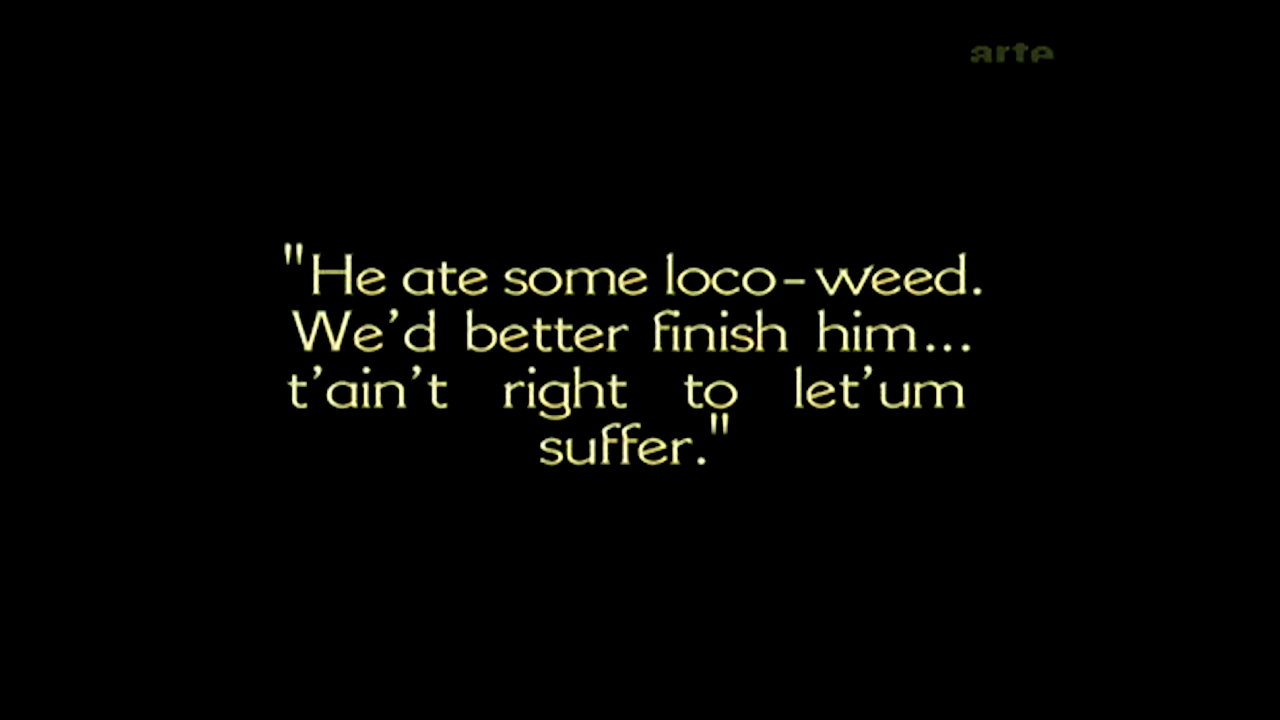 arte
"He ate some loco-weed.
We'd better finish him...
t'ain't right to let'um
suffer."